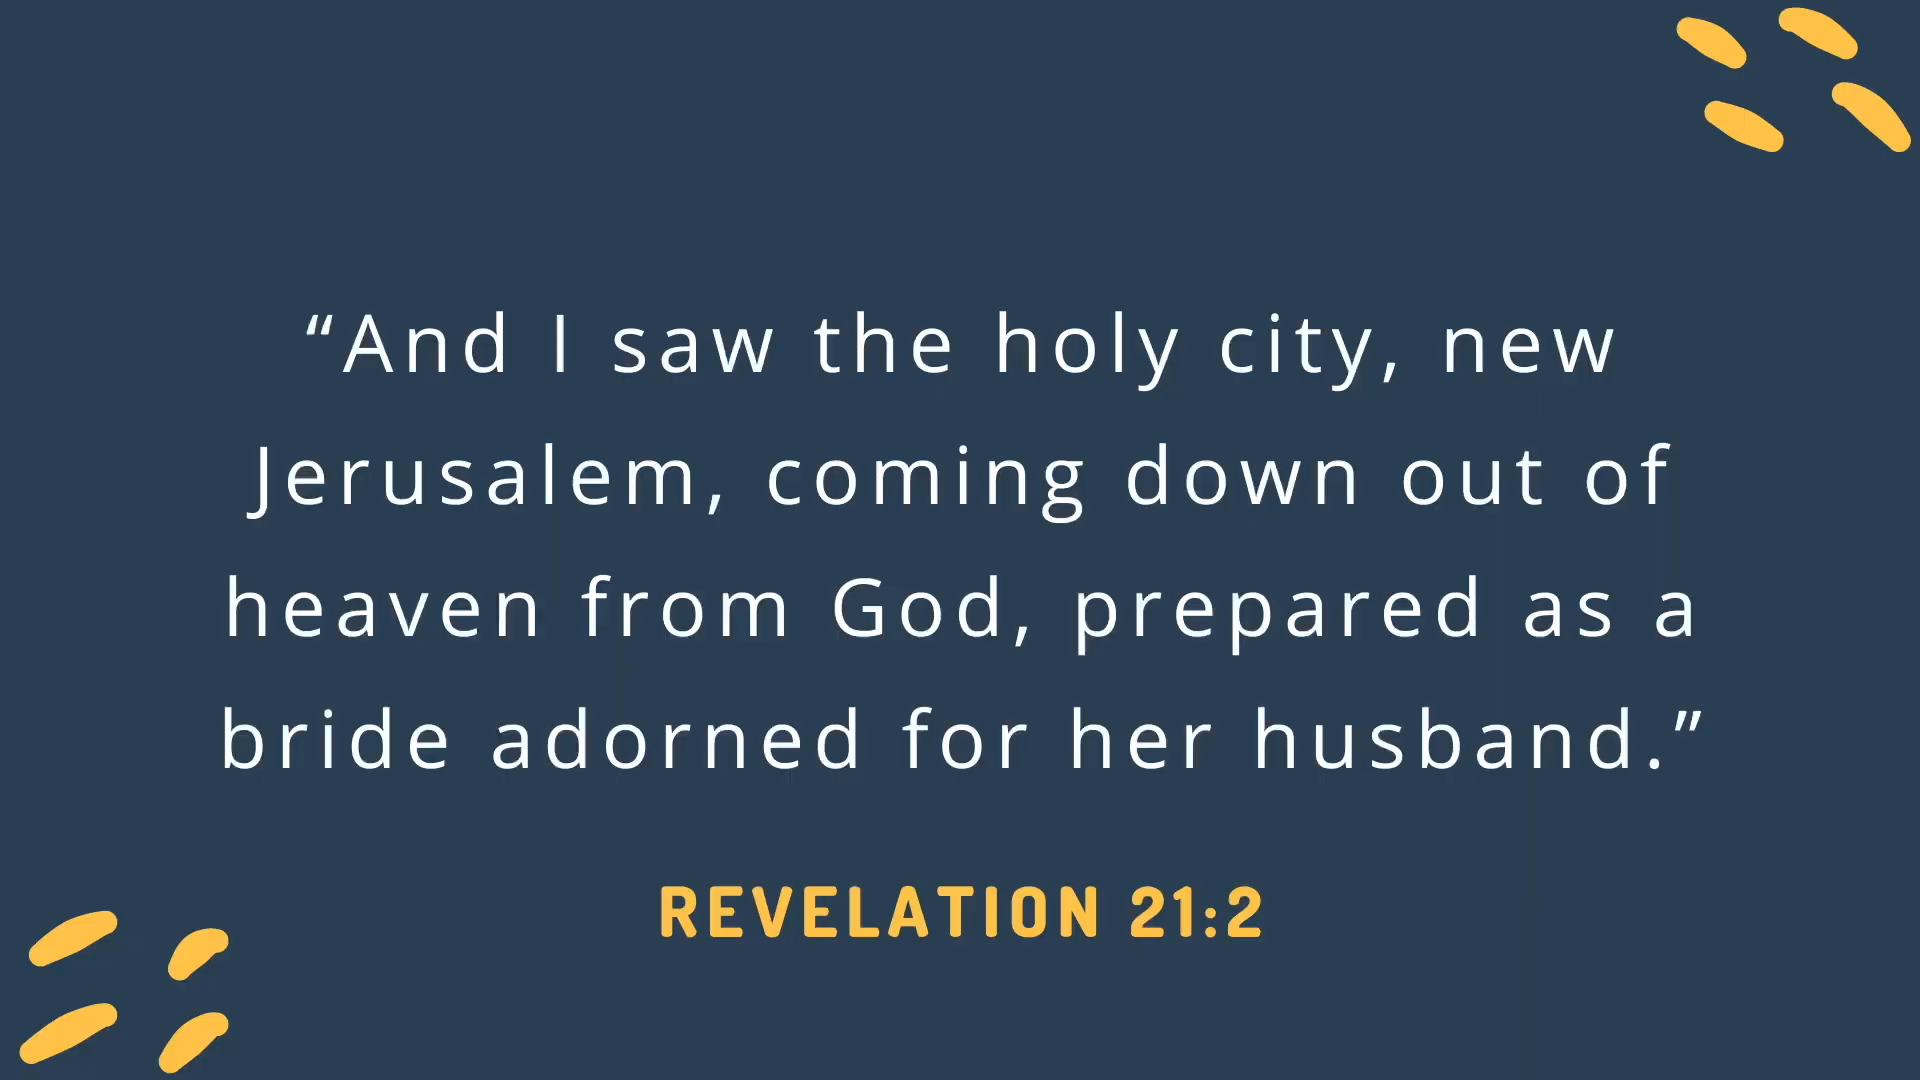 “And I saw the holy city, new
Jerusalem, coming down out of
heaven from God, prepared as a
bride adorned for her husband.”
REVELATION 21:2